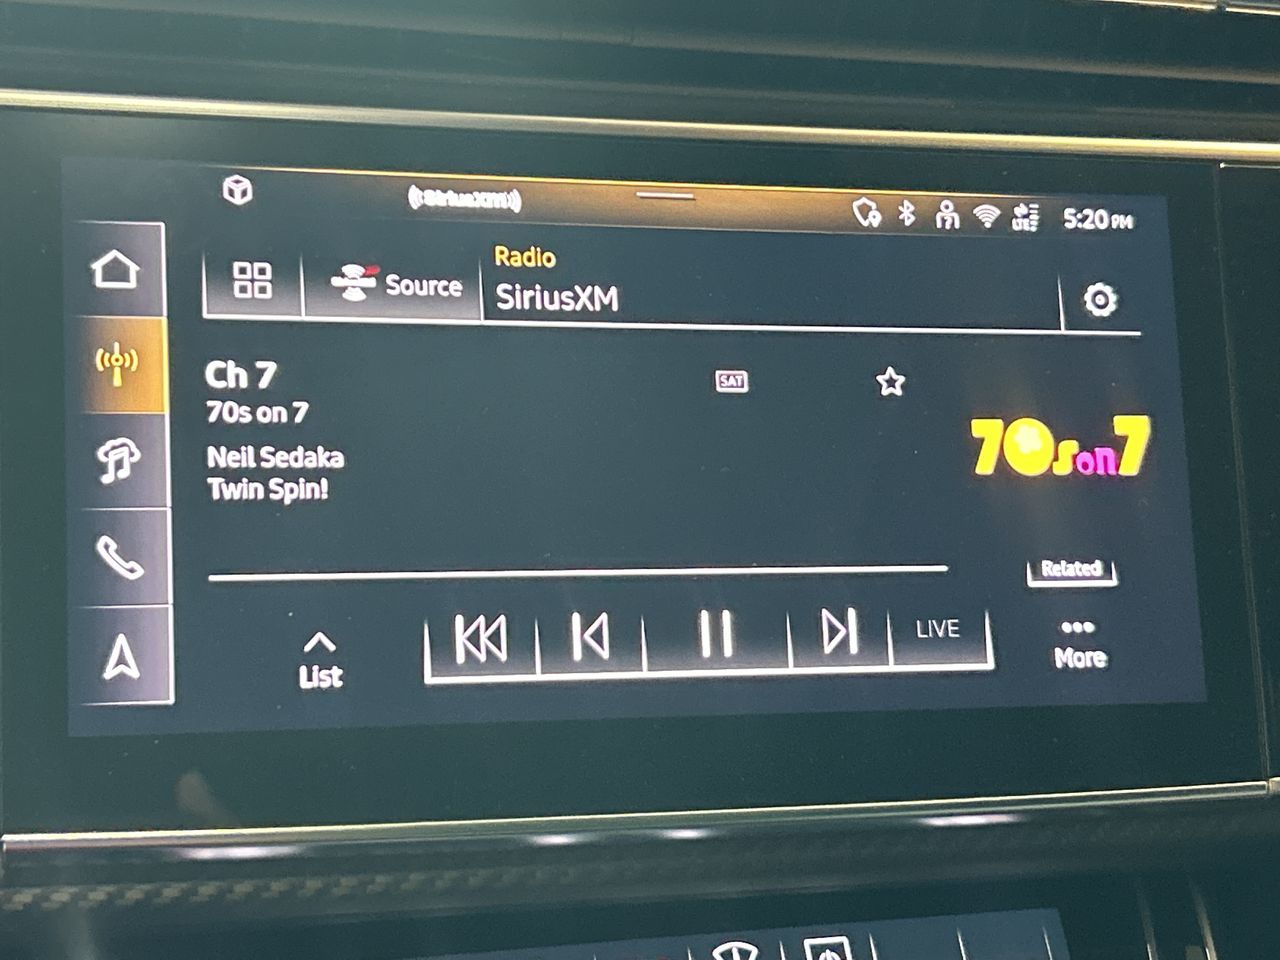 SiriusXM
LTE
5:20 PM
Source
Radio
SiriusXM
Ch 7
70s on 7
SAT
Neil Sedaka
Twin Spin!
70s on 7
Related
List
LIVE
More